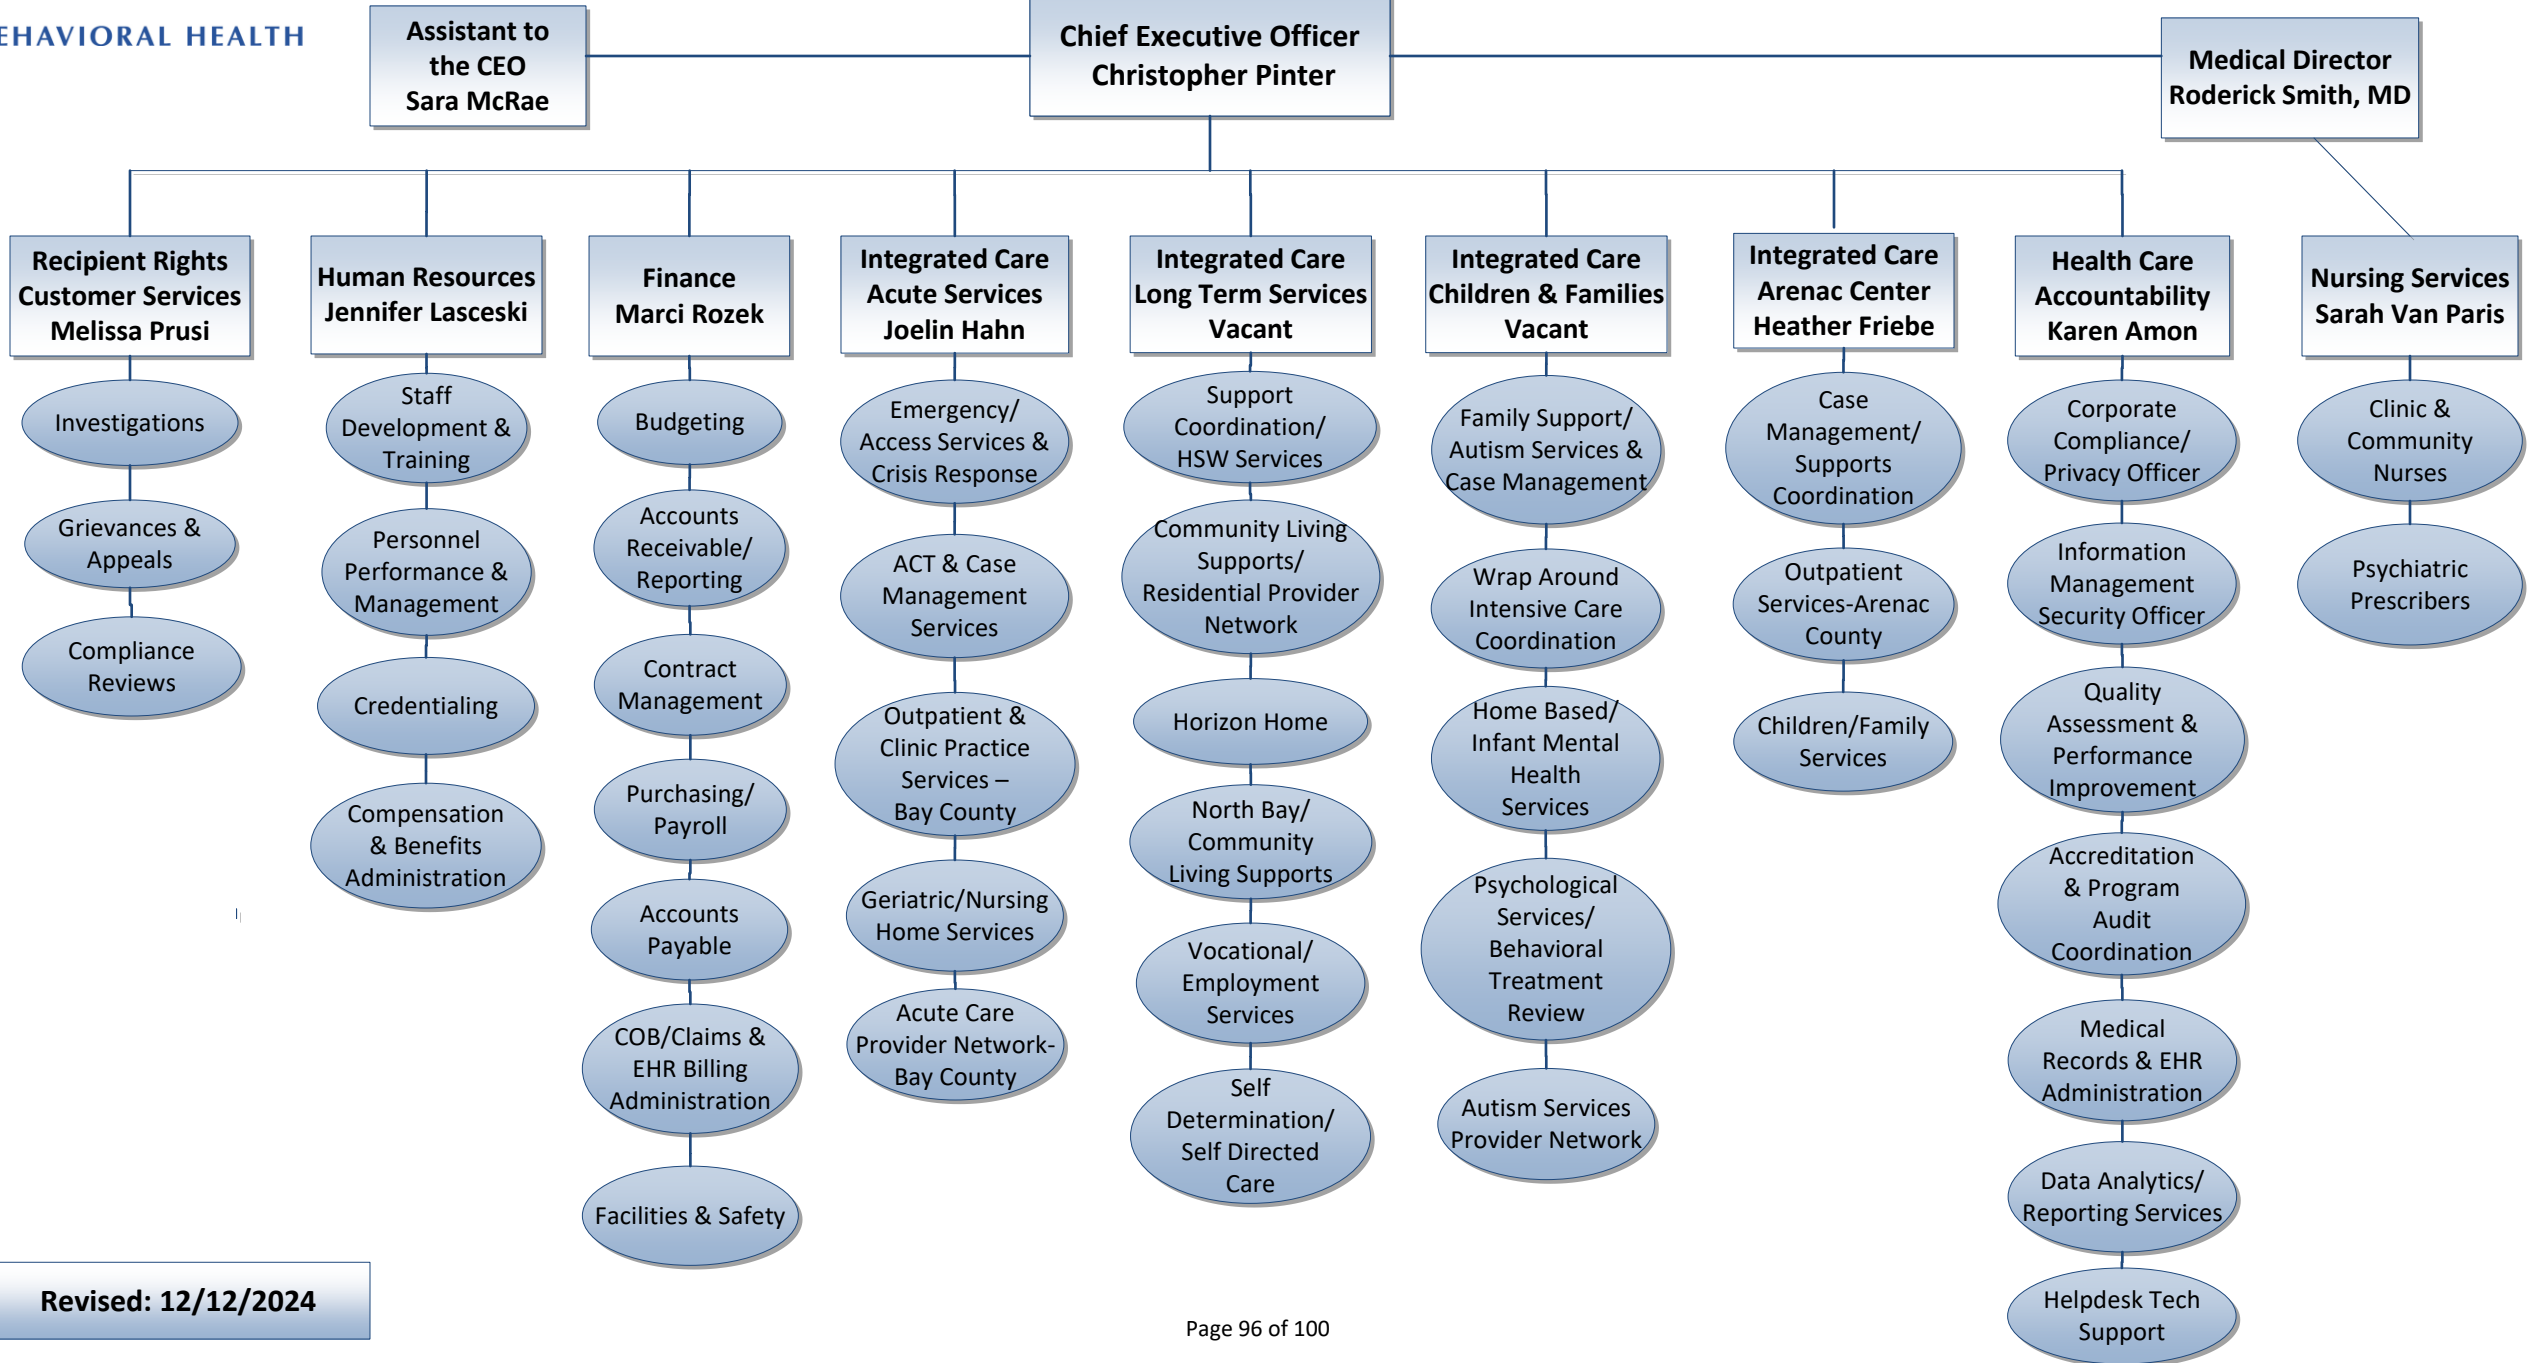 EHAVIORAL HEALTH
Assistant to
the CEO
Sara McRae
Chief Executive Officer
Christopher Pinter
Medical Director
Roderick Smith, MD
Recipient Rights
Customer Services
Melissa Prusi
Human Resources
Jennifer Lasceski
Finance
Marci Rozek
Integrated Care
Acute Services
Joelin Hahn
Integrated Care
Long Term Services
Vacant
Integrated Care
Children & Families
Vacant
Integrated Care
Arenac Center
Heather Friebe
Health Care
Accountability
Karen Amon
Nursing Services
Sarah Van Paris
Investigations
Grievances &
Appeals
Compliance
Reviews
Staff
Development &
Training
Personnel
Performance &
Management
Credentialing
Compensation
& Benefits
Administration
Budgeting
Accounts
Receivable/
Reporting
Contract
Management
Purchasing/
Payroll
Accounts
Payable
COB/Claims &
EHR Billing
Administration
Facilities & Safety
Emergency/
Access Services &
Crisis Response
ACT & Case
Management
Services
Outpatient &
Clinic Practice
Services –
Bay County
Geriatric/Nursing
Home Services
Acute Care
Provider Network-
Bay County
Support
Coordination/
HSW Services
Community Living
Supports/
Residential Provider
Network
Horizon Home
North Bay/
Community
Living Supports
Vocational/
Employment
Services
Self
Determination/
Self Directed
Care
Family Support/
Autism Services &
Case Management
Wrap Around
Intensive Care
Coordination
Home Based/
Infant Mental
Health
Services
Psychological
Services/
Behavioral
Treatment
Review
Autism Services
Provider Network
Case
Management/
Supports
Coordination
Outpatient
Services-Arenac
County
Children/Family
Services
Corporate
Compliance/
Privacy Officer
Information
Management
Security Officer
Quality
Assessment &
Performance
Improvement
Accreditation
& Program
Audit
Coordination
Medical
Records & EHR
Administration
Data Analytics/
Reporting Services
Helpdesk Tech
Support
Clinic &
Community
Nurses
Psychiatric
Prescribers
Revised: 12/12/2024
Page 96 of 100